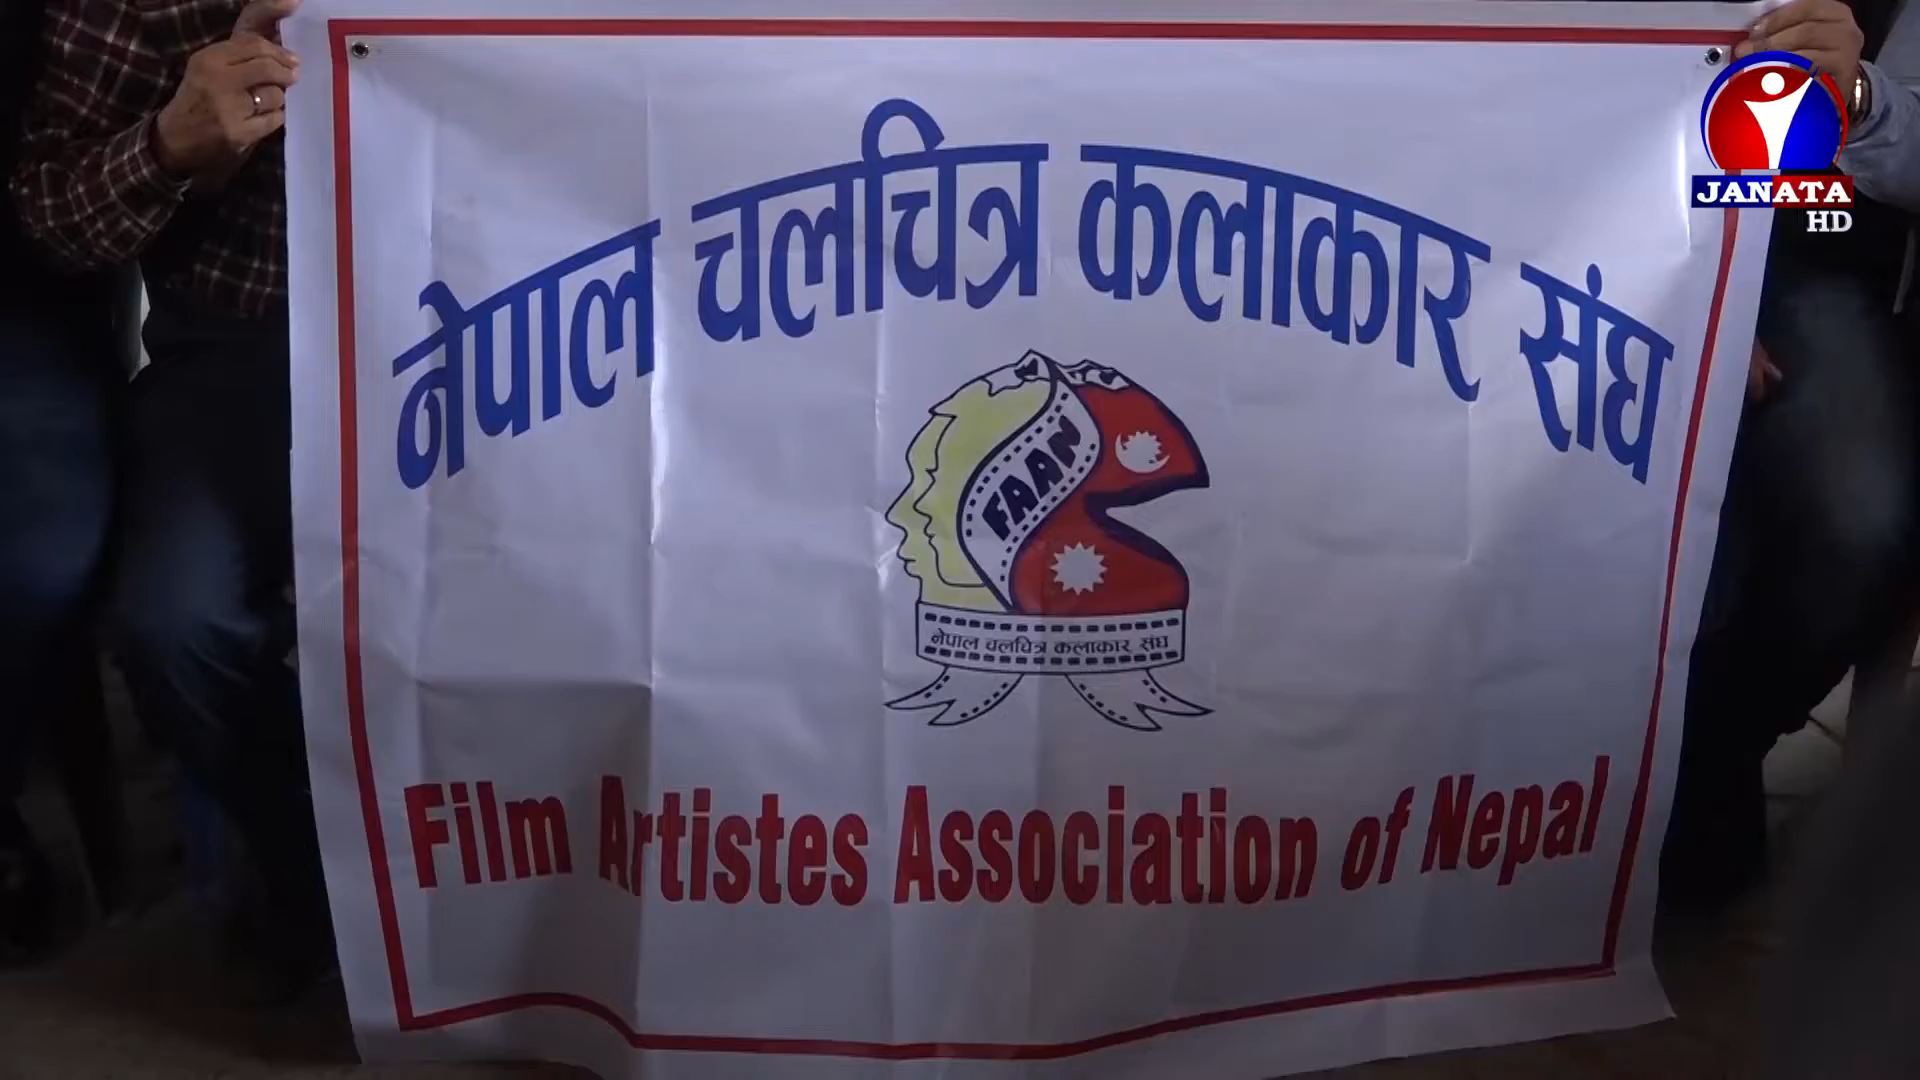 नेपाल चलचित्र कलाकार संघ
FAAN
नेपाल चलचित्र कलाकार संघ
Film Artistes Association of Nepal
JANATA
HD